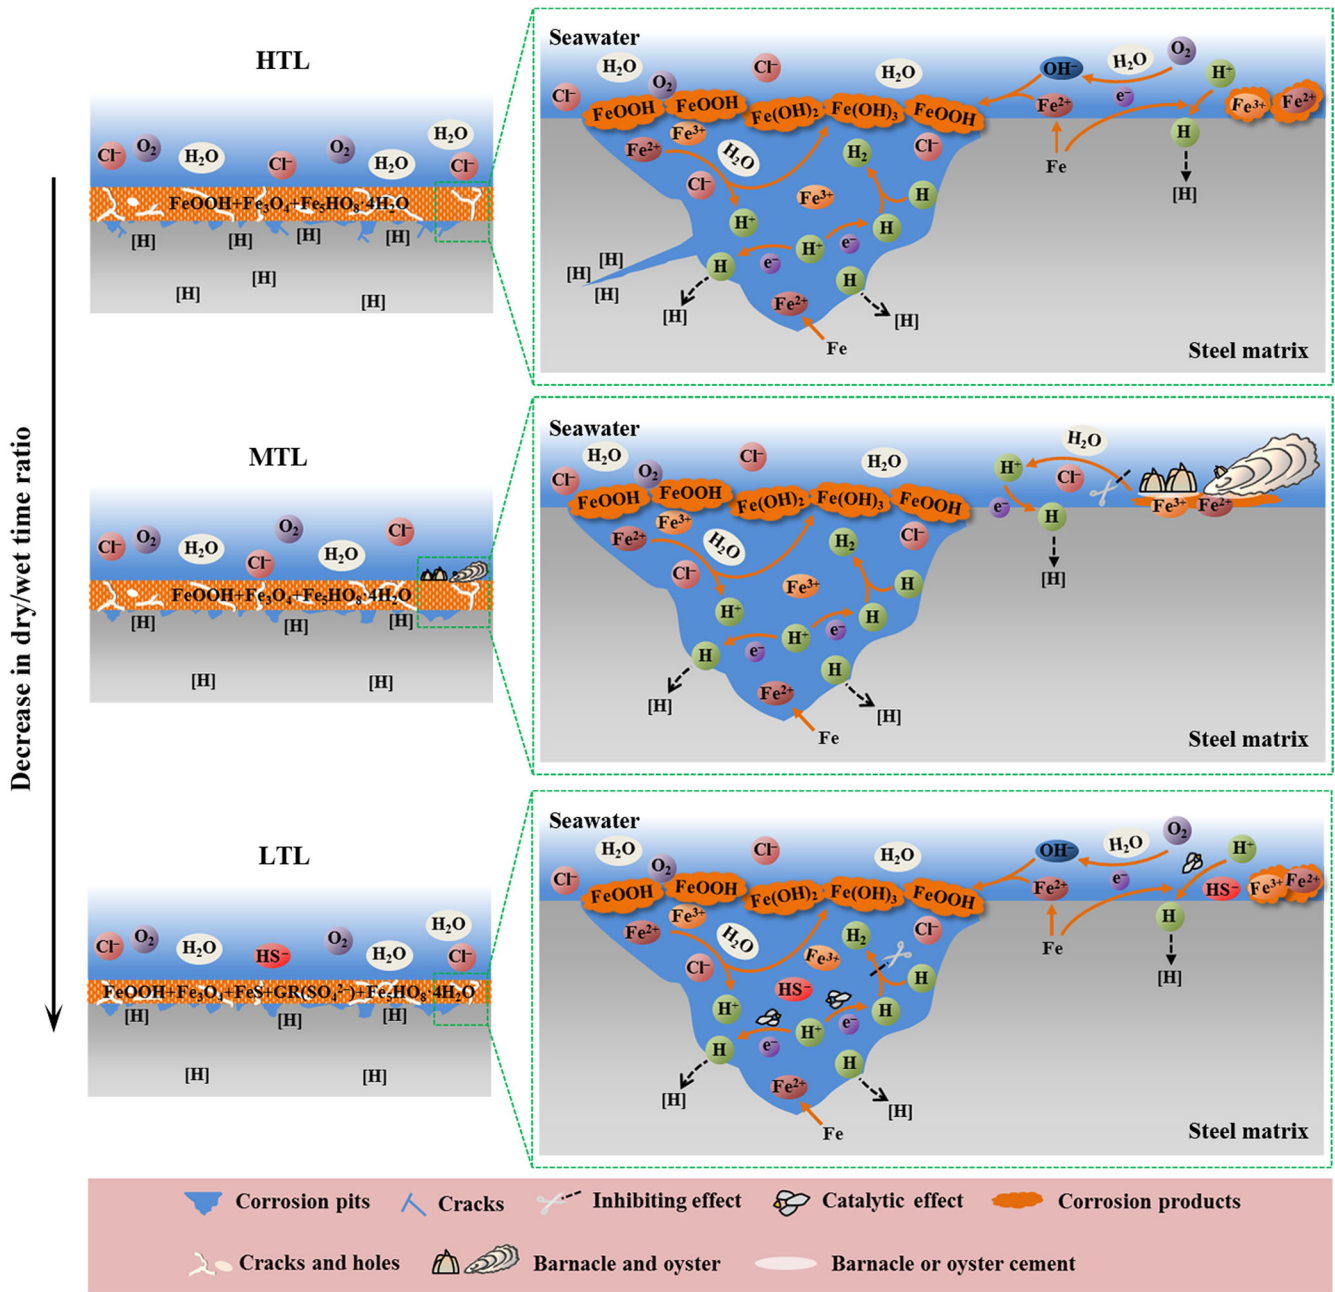 Decrease in dry/wet time ratio
HTL
Cl⁻ O₂ H₂O Cl⁻ O₂ H₂O H₂O Cl⁻
FeOOH+Fe₃O₄+Fe₅HO₈·4H₂O
[H] [H] [H] [H]
[H] [H] [H]
Seawater
Cl⁻ H₂O O₂ Cl⁻ H₂O OH⁻ H₂O O₂ H⁺
FeOOH FeOOH Fe(OH)₂ Fe(OH)₃ FeOOH Fe²⁺ e⁻ Fe³⁺ Fe²⁺
Fe²⁺ Fe³⁺ H₂O H₂ Cl⁻ Fe H
Cl⁻ Fe³⁺ H [H]
H⁺ H⁺ e⁻ H
[H] [H] [H] H e⁻ H
[H] Fe²⁺ [H]
Fe
Steel matrix
MTL
Cl⁻ O₂ H₂O O₂ Cl⁻ H₂O Cl⁻
FeOOH+Fe₃O₄+Fe₅HO₈·4H₂O
[H] [H] [H]
[H] [H]
Seawater
Cl⁻ H₂O O₂ Cl⁻ H₂O H⁺ H₂O Cl⁻
FeOOH FeOOH Fe(OH)₂ Fe(OH)₃ FeOOH e⁻ H Fe³⁺ Fe²⁺
Fe²⁺ Fe³⁺ H₂O H₂ Cl⁻ [H]
Cl⁻ Fe³⁺ H
H⁺ H⁺ e⁻ H
H e⁻ H
[H] Fe²⁺ [H]
Fe
Steel matrix
LTL
Cl⁻ O₂ H₂O HS⁻ O₂ H₂O H₂O Cl⁻
FeOOH+Fe₃O₄+FeS+GR(SO₄²⁻)+Fe₅HO₈·4H₂O
[H] [H] [H]
[H] [H]
Seawater
Cl⁻ H₂O O₂ Cl⁻ H₂O OH⁻ H₂O O₂ H⁺
FeOOH FeOOH Fe(OH)₂ Fe(OH)₃ FeOOH Fe²⁺ e⁻ HS⁻ Fe³⁺ Fe²⁺
Fe²⁺ Fe³⁺ H₂O H₂ Cl⁻ Fe H
Cl⁻ Fe³⁺ HS⁻ H [H]
H⁺ H⁺ e⁻ H
H e⁻ H
[H] Fe²⁺ [H]
Fe
Steel matrix
Corrosion pits Cracks Inhibiting effect Catalytic effect Corrosion products
Cracks and holes Barnacle and oyster Barnacle or oyster cement